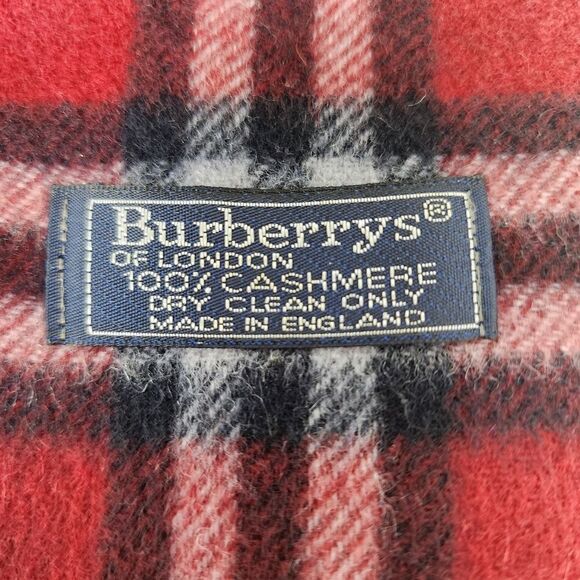 Burberrys®
OF LONDON
100% CASHMERE
DRY CLEAN ONLY
MADE IN ENGLAND